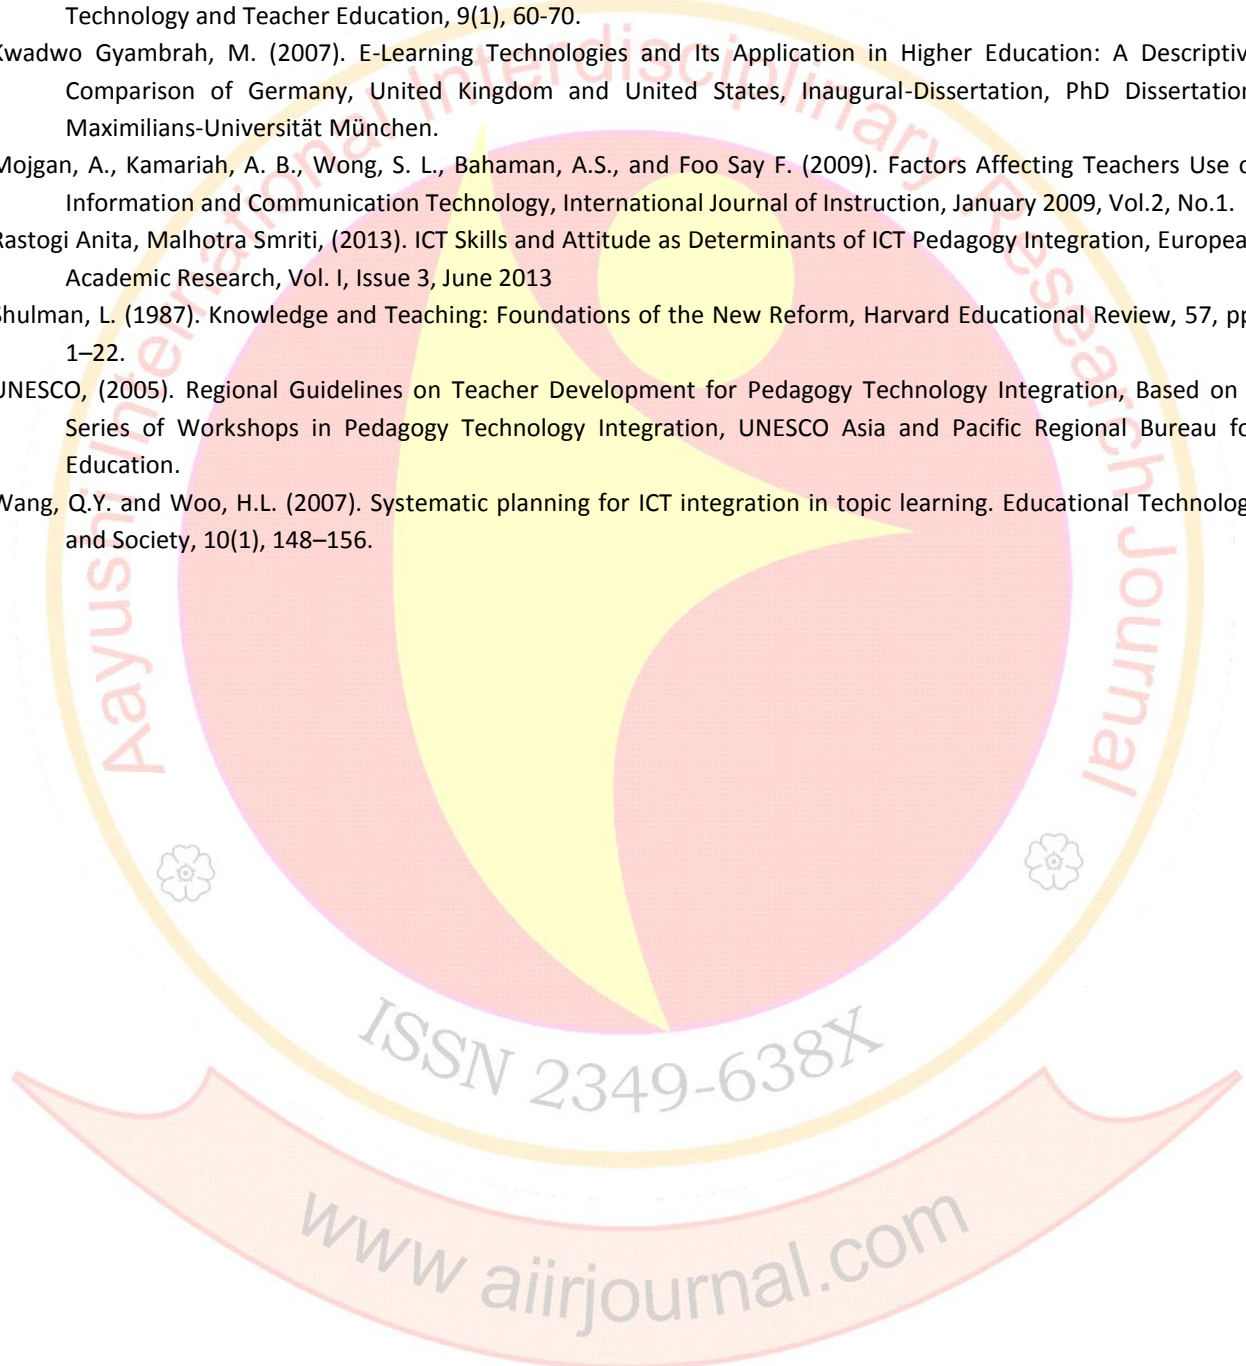 Technology and Teacher Education, 9(1), 60-70.
Kwadwo Gyambrah, M. (2007). E-Learning Technologies and Its Application in Higher Education: A Descriptiv
Comparison of Germany, United Kingdom and United States, Inaugural-Dissertation, PhD Dissertation
Maximilians-Universität München.
Mojgan, A., Kamariah, A. B., Wong, S. L., Bahaman, A.S., and Foo Say F. (2009). Factors Affecting Teachers Use o
Information and Communication Technology, International Journal of Instruction, January 2009, Vol.2, No.1.
Rastogi Anita, Malhotra Smriti, (2013). ICT Skills and Attitude as Determinants of ICT Pedagogy Integration, Europea
Academic Research, Vol. I, Issue 3, June 2013
Shulman, L. (1987). Knowledge and Teaching: Foundations of the New Reform, Harvard Educational Review, 57, pp
1–22.
UNESCO, (2005). Regional Guidelines on Teacher Development for Pedagogy Technology Integration, Based on
Series of Workshops in Pedagogy Technology Integration, UNESCO Asia and Pacific Regional Bureau fo
Education.
Wang, Q.Y. and Woo, H.L. (2007). Systematic planning for ICT integration in topic learning. Educational Technolog
and Society, 10(1), 148–156.
Aayushi International Interdisciplinary Research Journal
ISSN 2349-638X
www aiirjournal.com